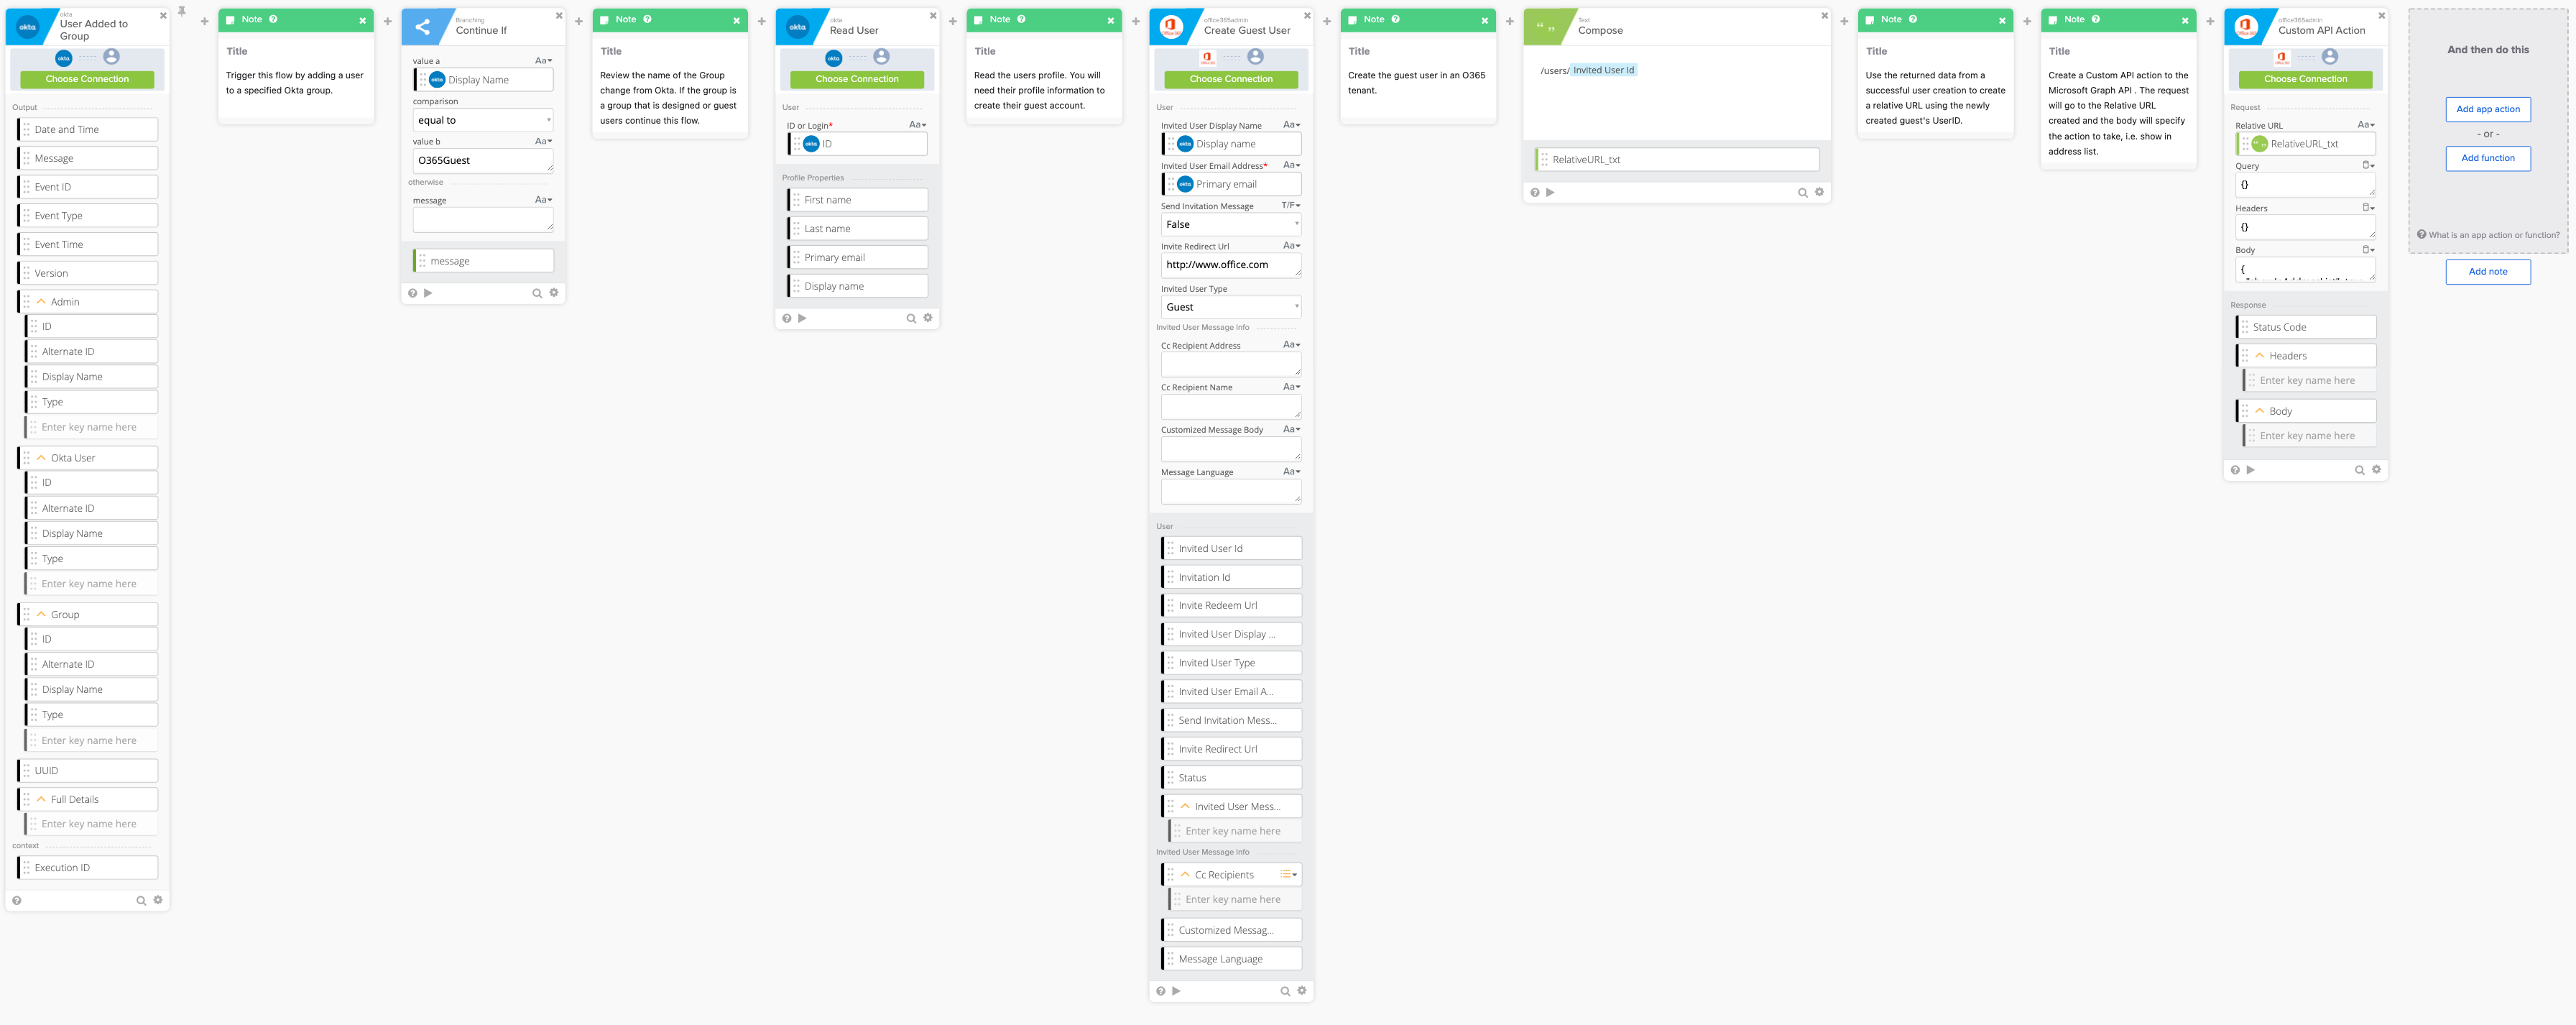 okta
okta
User Added to
Group
okta
Choose Connection
Output
Date and Time
Message
Event ID
Event Type
Event Time
Version
Admin
ID
Alternate ID
Display Name
Type
Enter key name here
Okta User
ID
Alternate ID
Display Name
Type
Enter key name here
Group
ID
Alternate ID
Display Name
Type
Enter key name here
UUID
Full Details
Enter key name here
context
Execution ID
Note
Title
Trigger this flow by adding a user
to a specified Okta group.
Branching
Continue If
value a Aa
okta Display Name
comparison
equal to
value b Aa
O365Guest
otherwise
message Aa
message
Note
Title
Review the name of the Group
change from Okta. If the group is
a group that is designed or guest
users continue this flow.
okta
okta
Read User
okta
Choose Connection
User
ID or Login* Aa
okta ID
Profile Properties
First name
Last name
Primary email
Display name
Note
Title
Read the users profile. You will
need their profile information to
create their guest account.
Office 365
office365admin
Create Guest User
Choose Connection
User
Invited User Display Name Aa
okta Display name
Invited User Email Address* Aa
okta Primary email
Send Invitation Message T/F
False
Invite Redirect Url Aa
http://www.office.com
Invited User Type
Guest
Invited User Message Info
Cc Recipient Address Aa
Cc Recipient Name Aa
Customized Message Body Aa
Message Language Aa
User
Invited User Id
Invitation Id
Invite Redeem Url
Invited User Display ...
Invited User Type
Invited User Email A...
Send Invitation Mess...
Invite Redirect Url
Status
Invited User Mess...
Enter key name here
Invited User Message Info
Cc Recipients
Enter key name here
Customized Messag...
Message Language
Note
Title
Create the guest user in an O365
tenant.
Text
Compose
/users/ Invited User Id
RelativeURL_txt
Note
Title
Use the returned data from a
successful user creation to create
a relative URL using the newly
created guest's UserID.
Note
Title
Create a Custom API action to the
Microsoft Graph API . The request
will go to the Relative URL
created and the body will specify
the action to take, i.e. show in
address list.
Office 365
office365admin
Custom API Action
Choose Connection
Request
Relative URL Aa
RelativeURL_txt
Query
{}
Headers
{}
Body
{
Response
Status Code
Headers
Enter key name here
Body
Enter key name here
And then do this
Add app action
- or -
Add function
What is an app action or function?
Add note